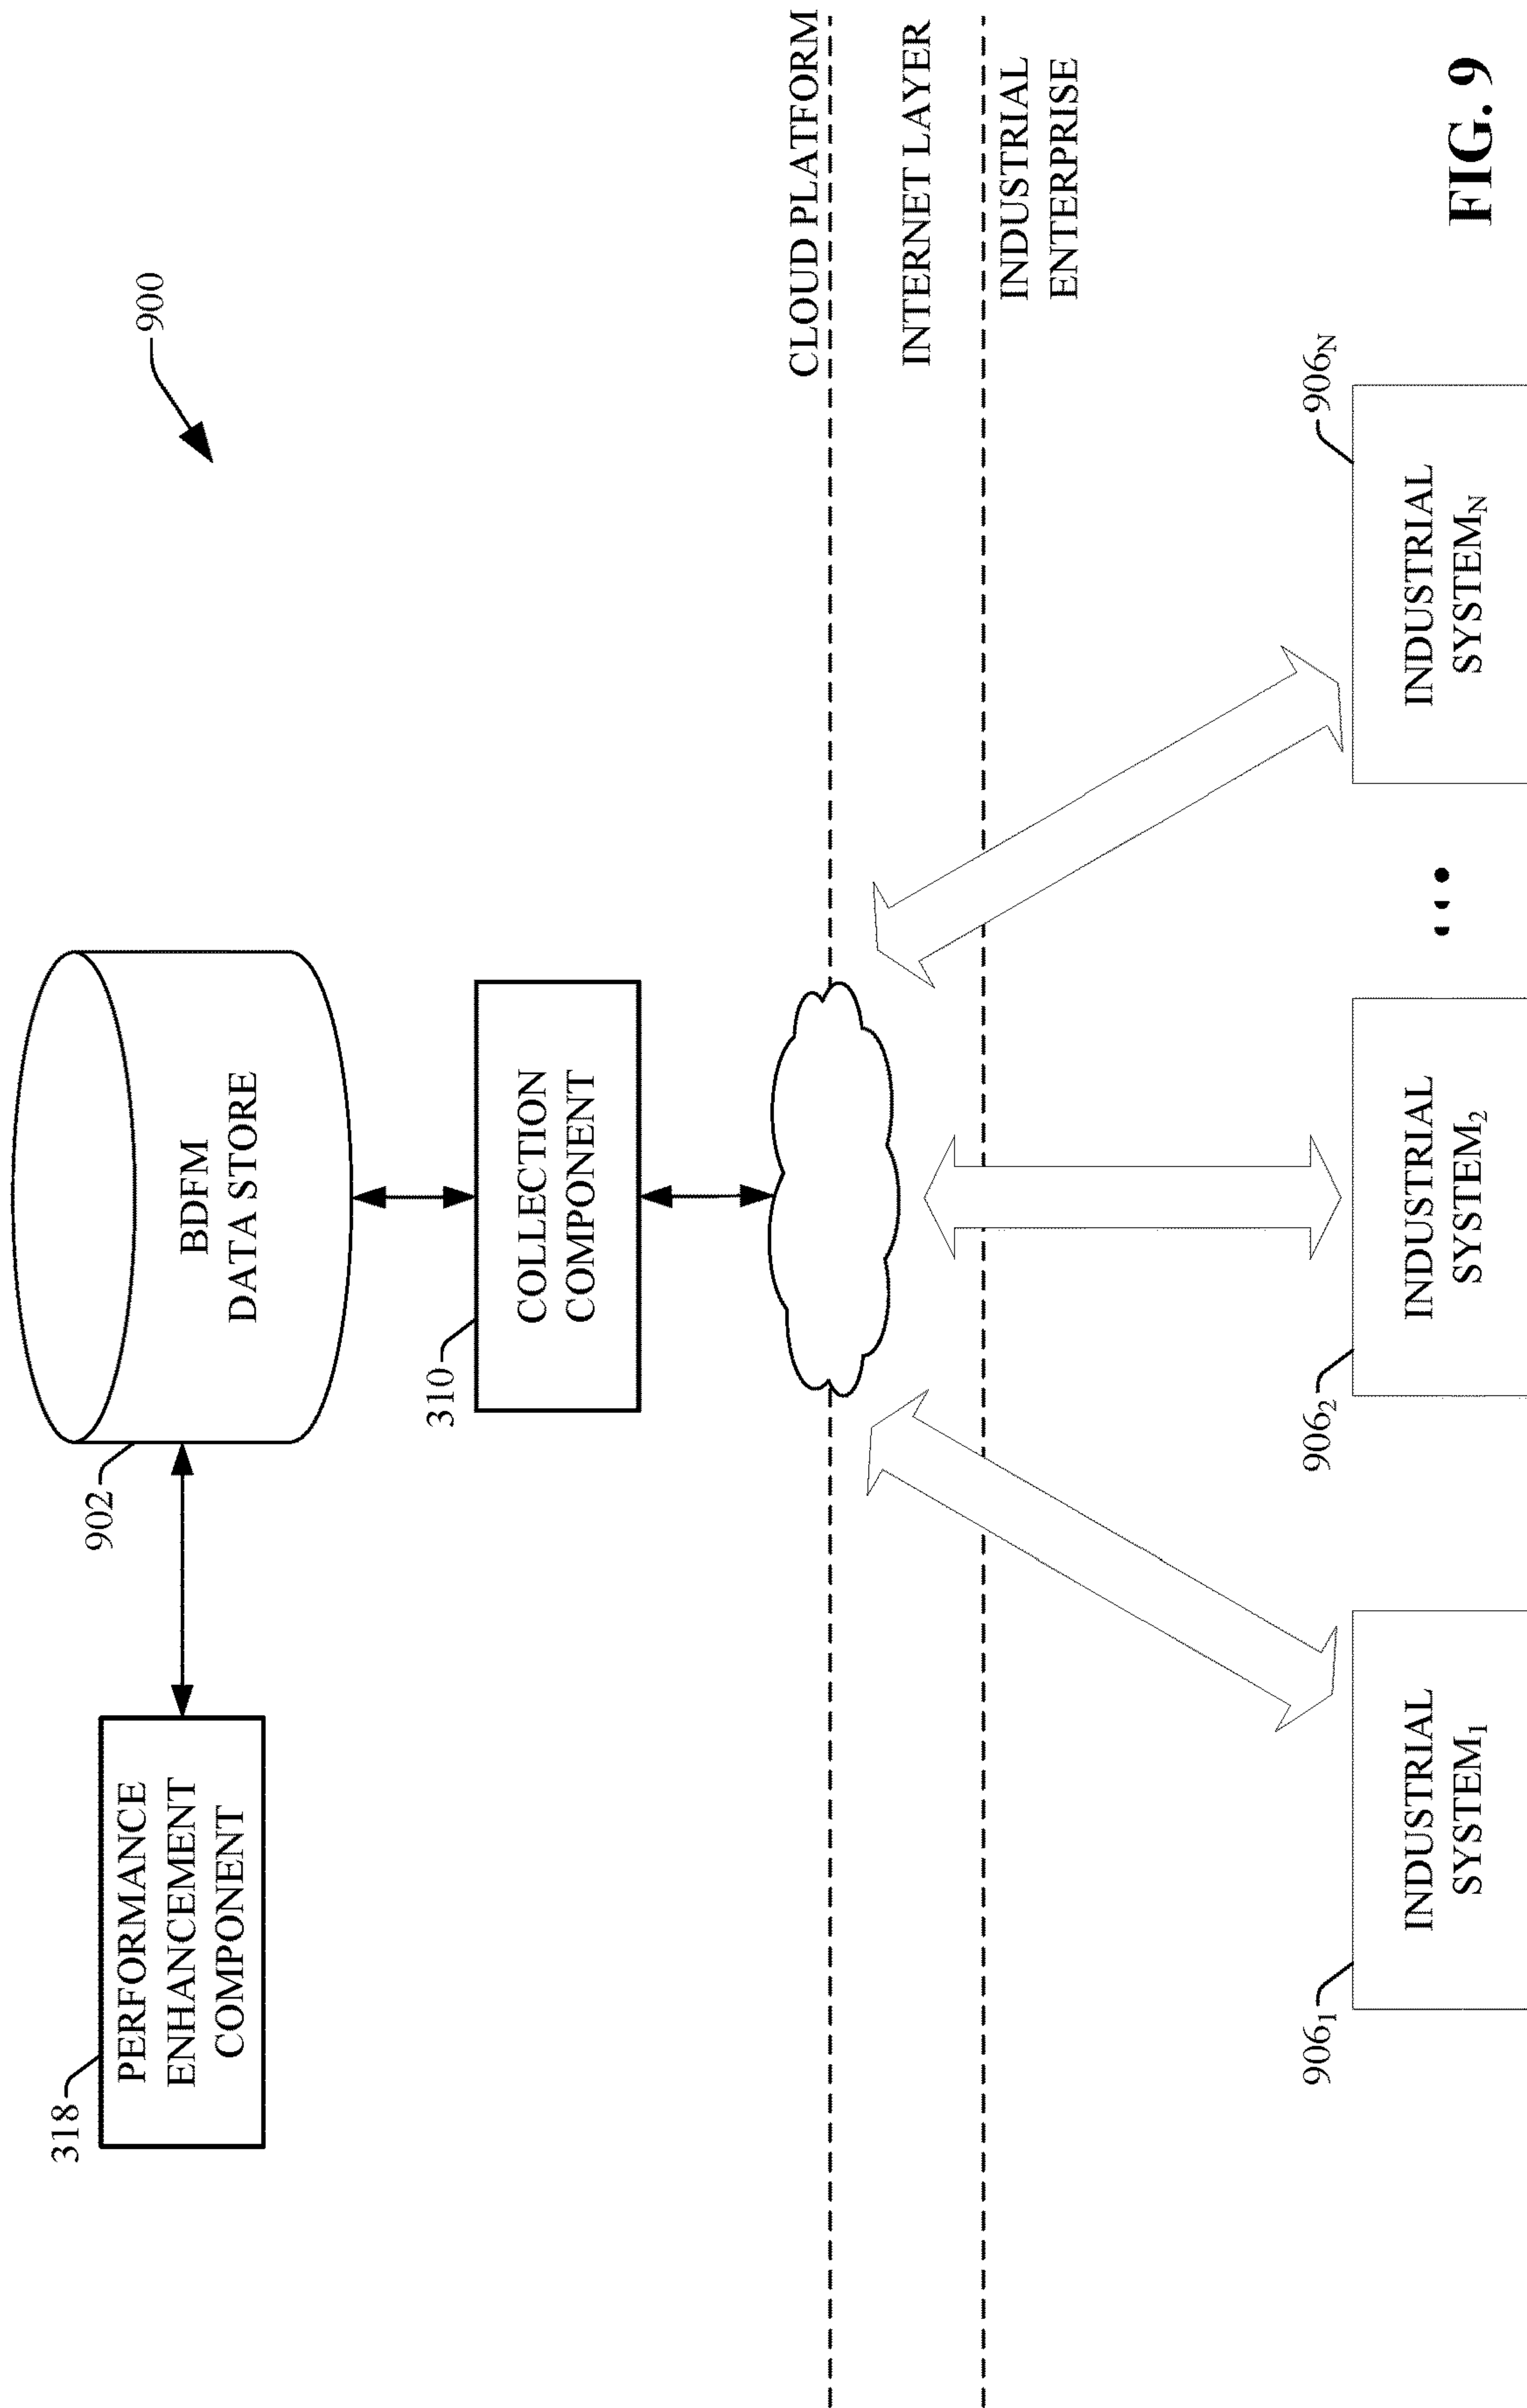 900
318
PERFORMANCE
ENHANCEMENT
COMPONENT
902
BDFM
DATA STORE
310
COLLECTION
COMPONENT
CLOUD PLATFORM
INTERNET LAYER
INDUSTRIAL
ENTERPRISE
906₁
INDUSTRIAL
SYSTEM₁
906₂
INDUSTRIAL
SYSTEM₂
...
906N
INDUSTRIAL
SYSTEMN
FIG. 9